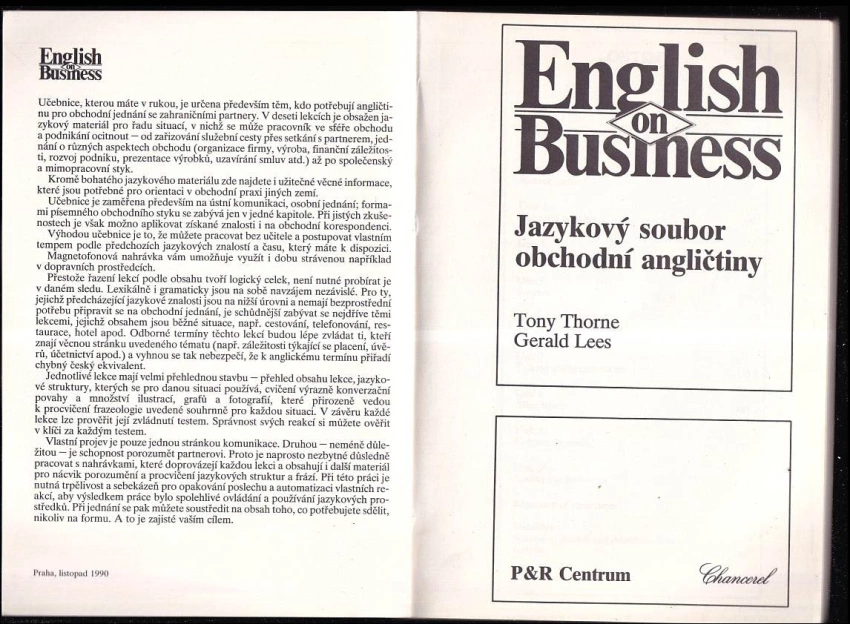 English
on
Business
Učebnice, kterou máte v rukou, je určena především těm, kdo potřebují angličti-
nu pro obchodní jednání se zahraničními partnery. V deseti lekcích je obsažen ja-
zykový materiál pro řadu situací, v nichž se může pracovník ve sféře obchodu
a podnikání ocitnout — od zařizování služební cesty přes setkání s partnerem, jed-
nání o různých aspektech obchodu (organizace firmy, výroba, finanční záležitos-
ti, rozvoj podniku, prezentace výrobků, uzavírání smluv atd.) až po společenský
a mimopracovní styk.
Kromě bohatého jazykového materiálu zde najdete i užitečné věcné informace,
které jsou potřebné pro orientaci v obchodní praxi jiných zemí.
Učebnice je zaměřena především na ústní komunikaci, osobní jednání; forma-
mi písemného obchodního styku se zabývá jen v jedné kapitole. Při jistých zkuše-
nostech je však možno aplikovat získané znalosti i na obchodní korespondenci.
Výhodou učebnice je to, že můžete pracovat bez učitele a postupovat vlastním
tempem podle předchozích jazykových znalostí a času, který máte k dispozici.
Magnetofonová nahrávka vám umožňuje využít i dobu strávenou například
v dopravních prostředcích.
Přestože řazení lekcí podle obsahu tvoří logický celek, není nutné probírat je
v daném sledu. Lexikálně i gramaticky jsou na sobě navzájem nezávislé. Pro ty,
jejichž předcházející jazykové znalosti jsou na nižší úrovni a nemají bezprostřední
potřebu připravit se na obchodní jednání, je schůdnější zabývat se nejdříve těmi
lekcemi, jejichž obsahem jsou běžné situace, např. cestování, telefonování, res-
taurace, hotel apod. Odborné termíny těchto lekcí budou lépe zvládat ti, kteří
znají věcnou stránku uvedeného tématu (např. záležitosti týkající se placení, úvě-
rů, účetnictví apod.) a vyhnou se tak nebezpečí, že k anglickému termínu přiřadí
chybný český ekvivalent.
Jednotlivé lekce mají velmi přehlednou stavbu — přehled obsahu lekce, jazyko-
vé struktury, kterých se pro danou situaci používá, cvičení výrazně konverzační
povahy a množství ilustrací, grafů a fotografií, které přirozeně vedou
k procvičení frazeologie uvedené souhrnně pro každou situaci. V závěru každé
lekce lze prověřit její zvládnutí testem. Správnost svých reakcí si můžete ověřit
v klíči za každým testem.
Vlastní projev je pouze jednou stránkou komunikace. Druhou — neméně důle-
žitou — je schopnost porozumět partnerovi. Proto je naprosto nezbytné důsledně
pracovat s nahrávkami, které doprovázejí každou lekci a obsahují i další materiál
pro nácvik porozumění a procvičení jazykových struktur a frází. Při této práci je
nutná trpělivost a sebekázeň pro opakování poslechu a automatizaci vlastních re-
akcí, aby výsledkem práce bylo spolehlivé ovládání a používání jazykových pro-
středků. Při jednání se pak můžete soustředit na obsah toho, co potřebujete sdělit,
nikoliv na formu. A to je zajisté vaším cílem.
Praha, listopad 1990
English
on
Business
Jazykový soubor
obchodní angličtiny
Tony Thorne
Gerald Lees
P&R Centrum
Chancerel